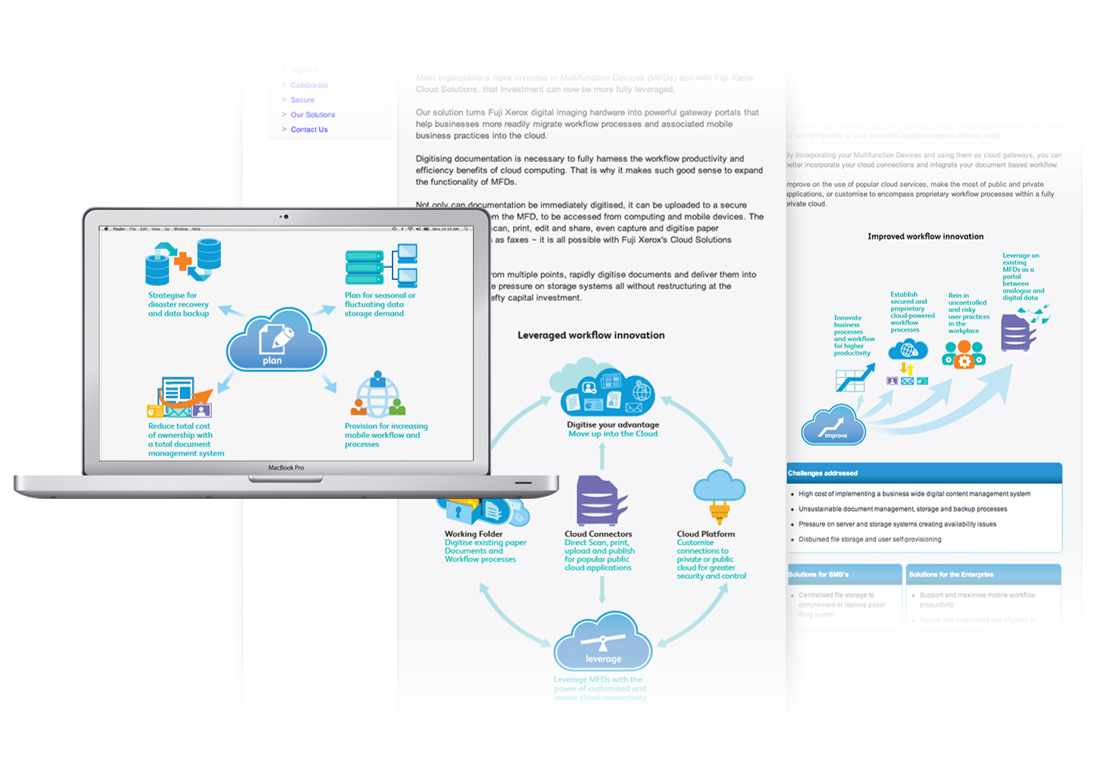 Collaborate
Secure
Our Solutions
Contact Us
Most organisations have invested in Multifunction Devices (MFDs) and with Fuji Xerox
Cloud Solutions, that investment can now be more fully leveraged.
Our solution turns Fuji Xerox digital imaging hardware into powerful gateway portals that
help businesses more readily migrate workflow processes and associated mobile
business practices into the cloud.
Digitising documentation is necessary to fully harness the workflow productivity and
efficiency benefits of cloud computing. That is why it makes such good sense to expand
the functionality of MFDs.
Not only can documentation be immediately digitised, it can be uploaded to a secure
em the MFD, to be accessed from computing and mobile devices. The
scan, print, edit and share, even capture and digitise paper
as faxes – it is all possible with Fuji Xerox's Cloud Solutions
rom multiple points, rapidly digitise documents and deliver them into
e pressure on storage systems all without restructuring at the
efty capital investment.
Leveraged workflow innovation
Digitise your advantage
Move up into the Cloud
Working Folder
Digitise existing paper
Documents and
Workflow processes
Cloud Connectors
Direct Scan, print,
upload and publish
for popular public
cloud applications
Cloud Platform
Customise
connections to
private or public
cloud for greater
security and control
leverage
Leverage MFDs with the
power of customised and
secure cloud connectivity
Finder File Edit View Go Window Help
Strategise for
disaster recovery
and data backup
Plan for seasonal or
fluctuating data
storage demand
plan
Reduce total cost
of ownership with
a total document
management system
Provision for increasing
mobile workflow and
processes
MacBook Pro
or delivering more of your document based processes into the cloud.
By incorporating your Multifunction Devices and using them as cloud gateways, you can
better incorporate your cloud connections and integrate your document based workflow.
Improve on the use of popular cloud services, make the most of public and private
applications, or customise to encompass proprietary workflow processes within a fully
private cloud.
Improved workflow innovation
Innovate
business
processes
and workflow
for higher
productivity
Establish
secured and
proprietary
cloud-powered
workflow
processes
Rein in
uncontrolled
and risky
user practices
in the
workplace
Leverage an
existing
MFDs as a
portal
between
analogue and
digital data
improve
Challenges addressed
High cost of implementing a business wide digital content management system
Unsustainable document management, storage and backup processes
Pressure on server and storage systems creating availability issues
Disbursed file storage and user self-provisioning
Solutions for SMB's
Centralised file storage to
complement or replace paper
filing system
Solutions for the Enterprise
Support and maximise mobile workflow
productivity
Secure and customised use of public or